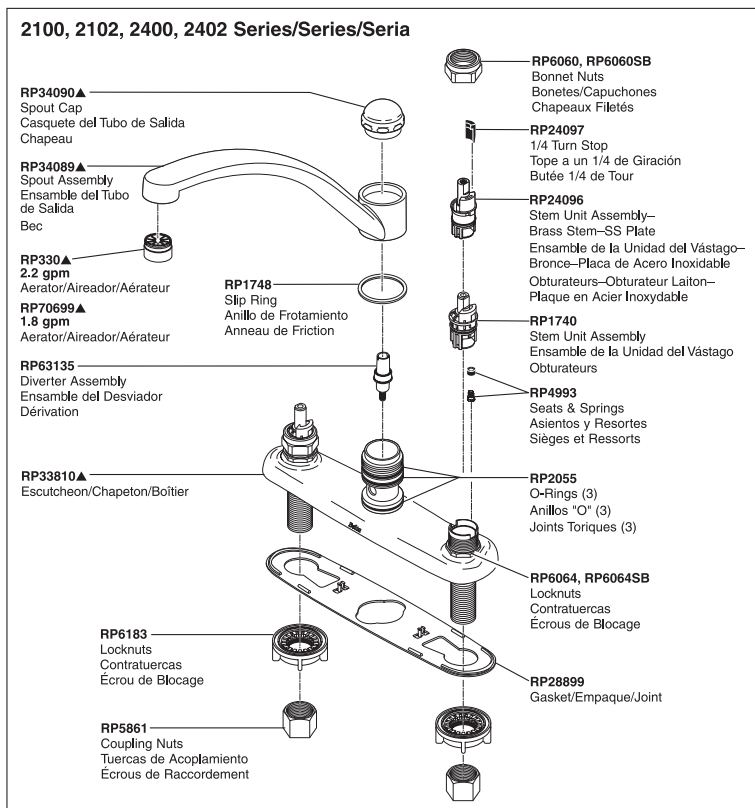 2100, 2102, 2400, 2402 Series/Series/Seria
RP34090▲
Spout Cap
Casquete del Tubo de Salida
Chapeau
RP34089▲
Spout Assembly
Ensamble del Tubo
de Salida
Bec
RP330▲
2.2 gpm
Aerator/Aireador/Aérateur
RP70699▲
1.8 gpm
Aerator/Aireador/Aérateur
RP63135
Diverter Assembly
Ensamble del Desviador
Dérivation
RP33810▲
Escutcheon/Chapeton/Boîtier
RP1748
Slip Ring
Anillo de Frotamiento
Anneau de Friction
RP6060, RP6060SB
Bonnet Nuts
Bonetes/Capuchones
Chapeaux Filetés
RP24097
1/4 Turn Stop
Tope a un 1/4 de Giración
Butée 1/4 de Tour
RP24096
Stem Unit Assembly–
Brass Stem–SS Plate
Ensamble de la Unidad del Vástago–
Bronce–Placa de Acero Inoxidable
Obturateurs–Obturateur Laiton–
Plaque en Acier Inoxydable
RP1740
Stem Unit Assembly
Ensamble de la Unidad del Vástago
Obturateurs
RP4993
Seats & Springs
Asientos y Resortes
Sièges et Ressorts
RP2055
O-Rings (3)
Anillos "O" (3)
Joints Toriques (3)
RP6064, RP6064SB
Locknuts
Contratuercas
Écrous de Blocage
RP6183
Locknuts
Contratuercas
Écrou de Blocage
RP28899
Gasket/Empaque/Joint
RP5861
Coupling Nuts
Tuercas de Acoplamiento
Écrous de Raccordement